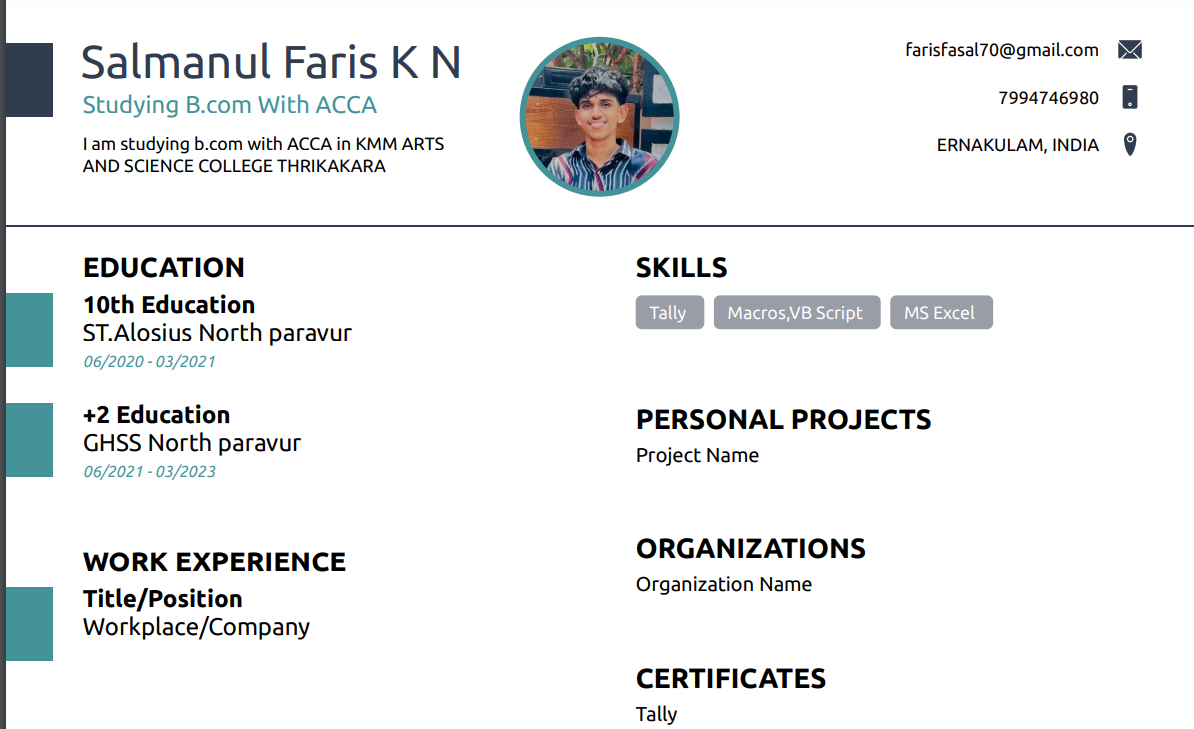 Salmanul Faris K N
Studying B.com With ACCA
I am studying b.com with ACCA in KMM ARTS
AND SCIENCE COLLEGE THRIKAKARA
farisfasal70@gmail.com
7994746980
ERNAKULAM, INDIA
EDUCATION
10th Education
ST.Alosius North paravur
06/2020 - 03/2021
+2 Education
GHSS North paravur
06/2021 - 03/2023
WORK EXPERIENCE
Title/Position
Workplace/Company
SKILLS
Tally Macros,VB Script MS Excel
PERSONAL PROJECTS
Project Name
ORGANIZATIONS
Organization Name
CERTIFICATES
Tally